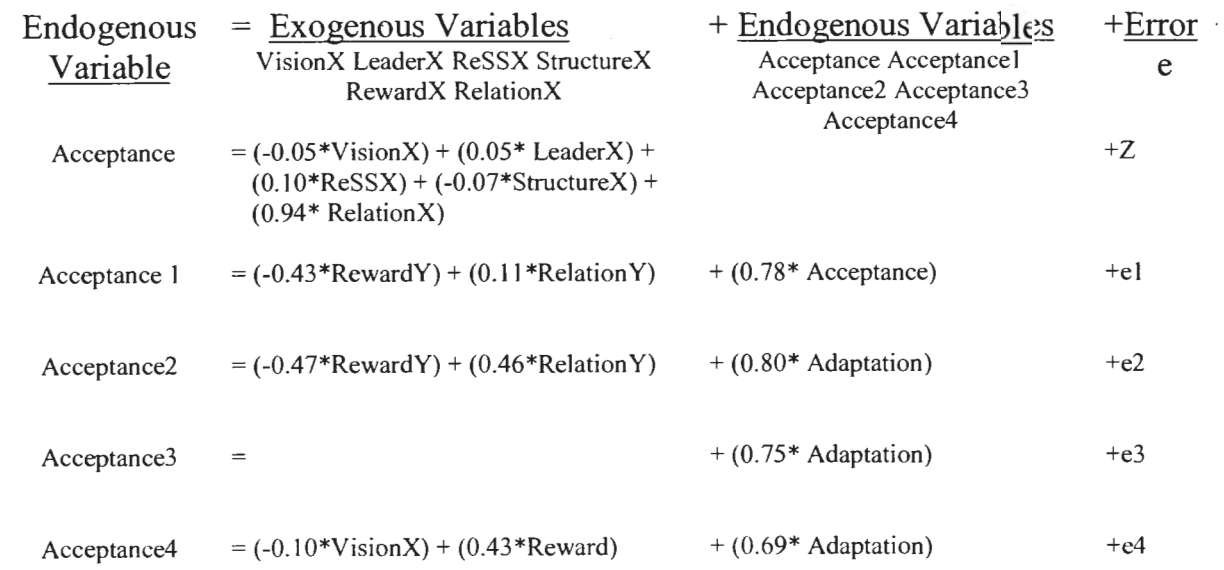 Endogenous = Exogenous Variables + Endogenous Variables +Error
Variable VisionX LeaderX ReSSX StructureX Acceptance Acceptance1 e
RewardX RelationX Acceptance2 Acceptance3
Acceptance4
Acceptance = (-0.05*VisionX) + (0.05* LeaderX) + +Z
(0.10*ReSSX) + (-0.07*StructureX) +
(0.94* RelationX)
Acceptance 1 = (-0.43*RewardY) + (0.11*RelationY) + (0.78* Acceptance) +e1
Acceptance2 = (-0.47*RewardY) + (0.46*RelationY) + (0.80* Adaptation) +e2
Acceptance3 = + (0.75* Adaptation) +e3
Acceptance4 = (-0.10*VisionX) + (0.43*Reward) + (0.69* Adaptation) +e4